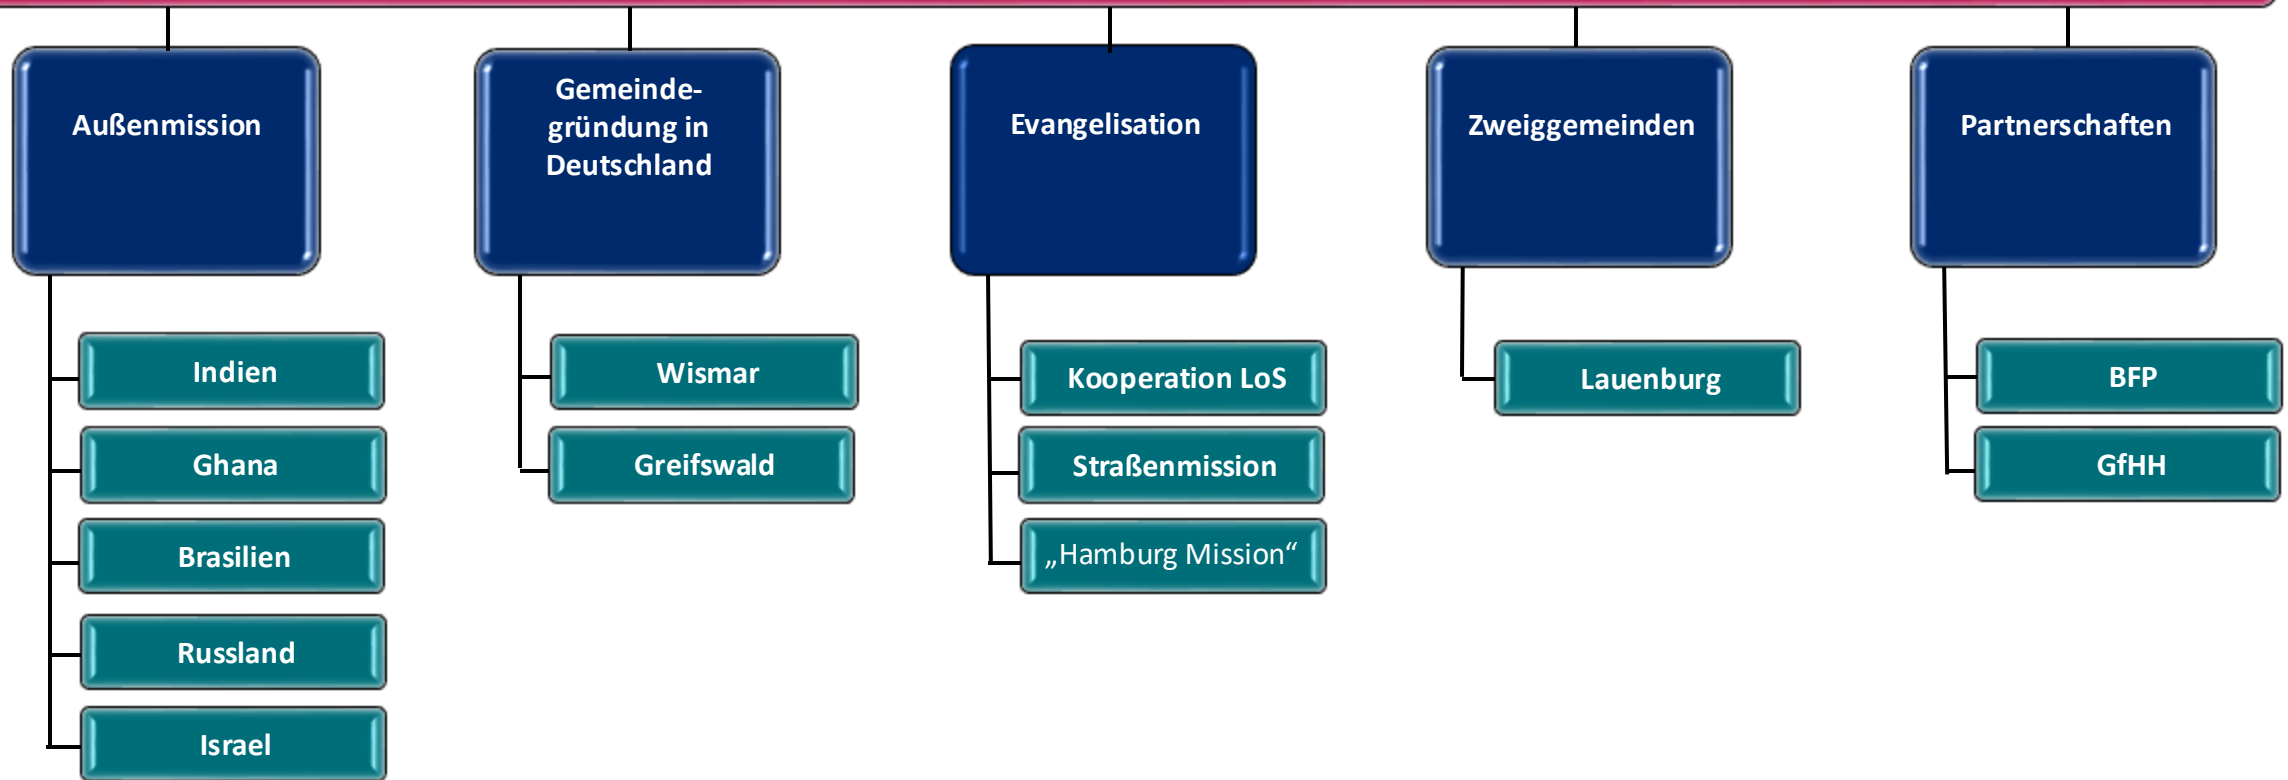 Außenmission
Gemeinde-
gründung in
Deutschland
Evangelisation
Zweiggemeinden
Partnerschaften
Indien
Ghana
Brasilien
Russland
Israel
Wismar
Greifswald
Kooperation LoS
Straßenmission
„Hamburg Mission“
Lauenburg
BFP
GfHH